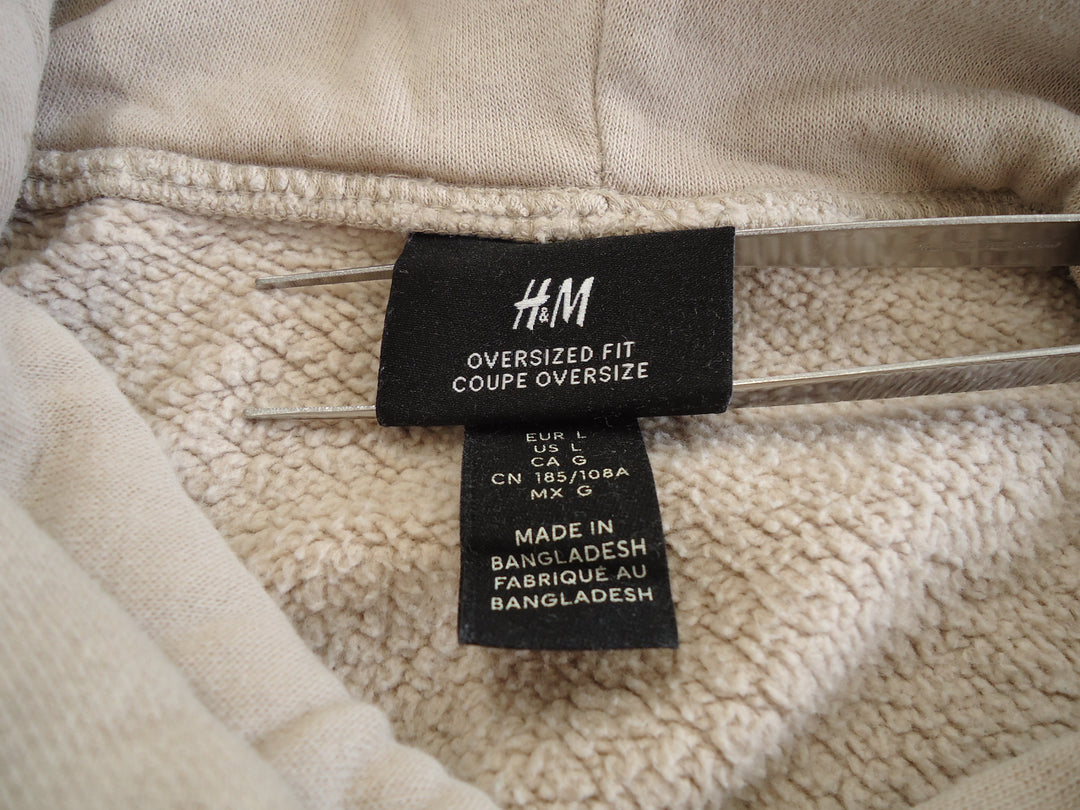 H&M
OVERSIZED FIT
COUPE OVERSIZE
EUR L
US L
CA G
CN 185/108A
MX G
MADE IN
BANGLADESH
FABRIQUÉ AU
BANGLADESH